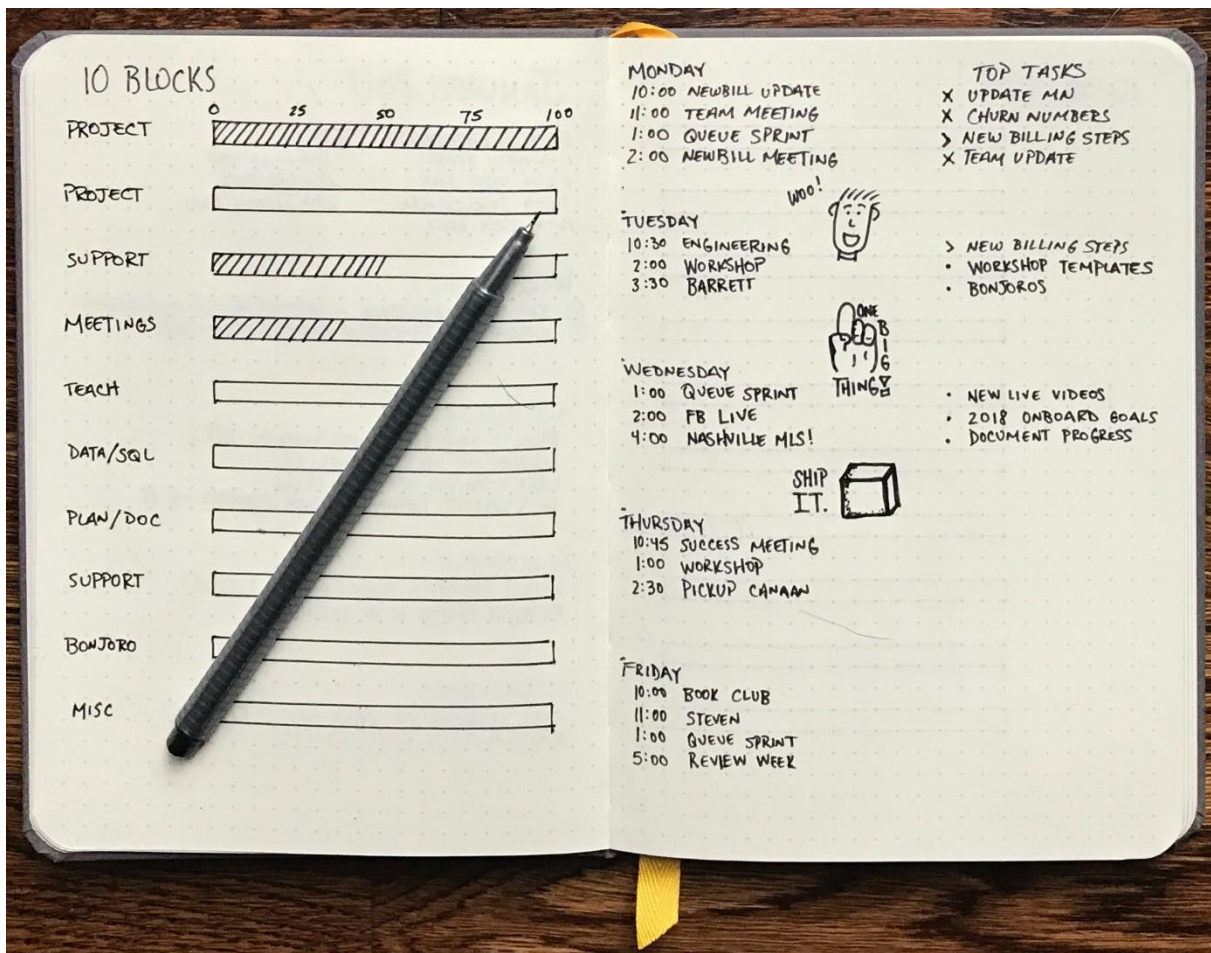 10 BLOCKS
0 25 50 75 100
PROJECT
PROJECT
SUPPORT
MEETINGS
TEACH
DATA/SQL
PLAN/DOC
SUPPORT
BONJORO
MISC
MONDAY
10:00 NEWBILL UPDATE
11:00 TEAM MEETING
1:00 QUEUE SPRINT
2:00 NEWBILL MEETING
TOP TASKS
X UPDATE MN
X CHURN NUMBERS
> NEW BILLING STEPS
X TEAM UPDATE
WOO!
TUESDAY
10:30 ENGINEERING
2:00 WORKSHOP
3:30 BARRETT
> NEW BILLING STEPS
• WORKSHOP TEMPLATES
• BONJOROS
ONE
BIG
THING!
WEDNESDAY
1:00 QUEUE SPRINT
2:00 FB LIVE
4:00 NASHVILLE MLS!
• NEW LIVE VIDEOS
• 2018 ONBOARD GOALS
• DOCUMENT PROGRESS
SHIP
IT.
THURSDAY
10:45 SUCCESS MEETING
1:00 WORKSHOP
2:30 PICKUP CANAAN
FRIDAY
10:00 BOOK CLUB
11:00 STEVEN
1:00 QUEUE SPRINT
5:00 REVIEW WEEK